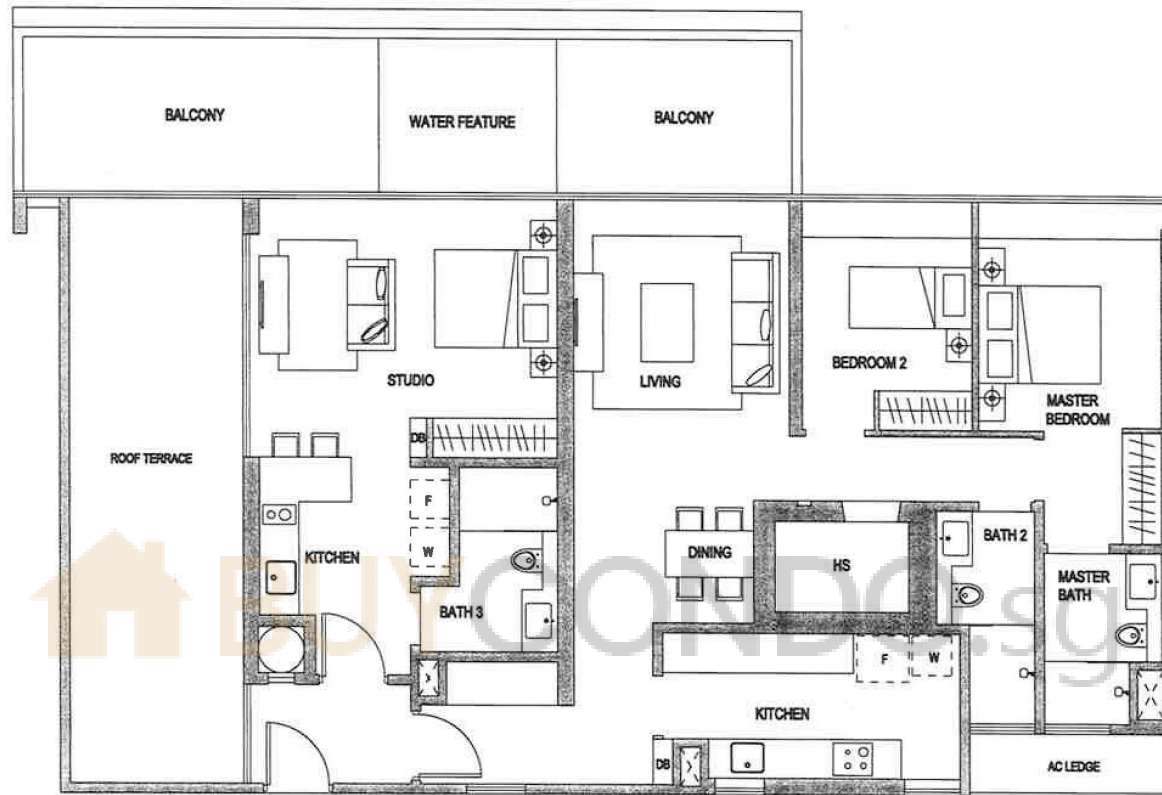 BALCONY
WATER FEATURE
BALCONY
STUDIO
LIVING
BEDROOM 2
MASTER
BEDROOM
DB
ROOF TERRACE
F
W
KITCHEN
DINING
HS
BATH 2
MASTER
BATH
BATH 3
BUYCONDO.sg
F
W
KITCHEN
DB
AC LEDGE